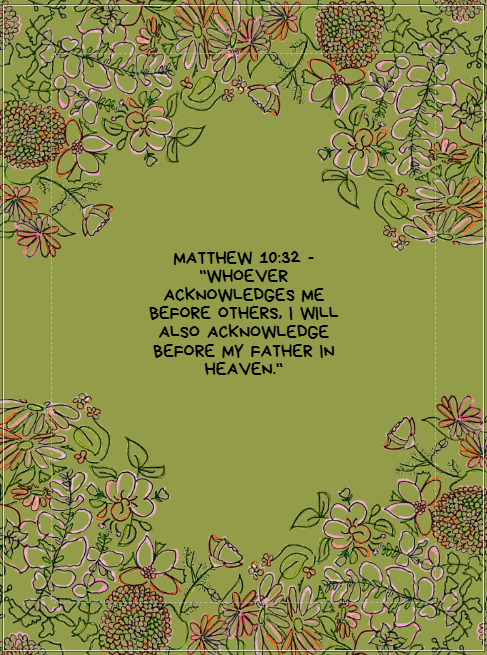 MATTHEW 10:32 -
"WHOEVER
ACKNOWLEDGES ME
BEFORE OTHERS, I WILL
ALSO ACKNOWLEDGE
BEFORE MY FATHER IN
HEAVEN."